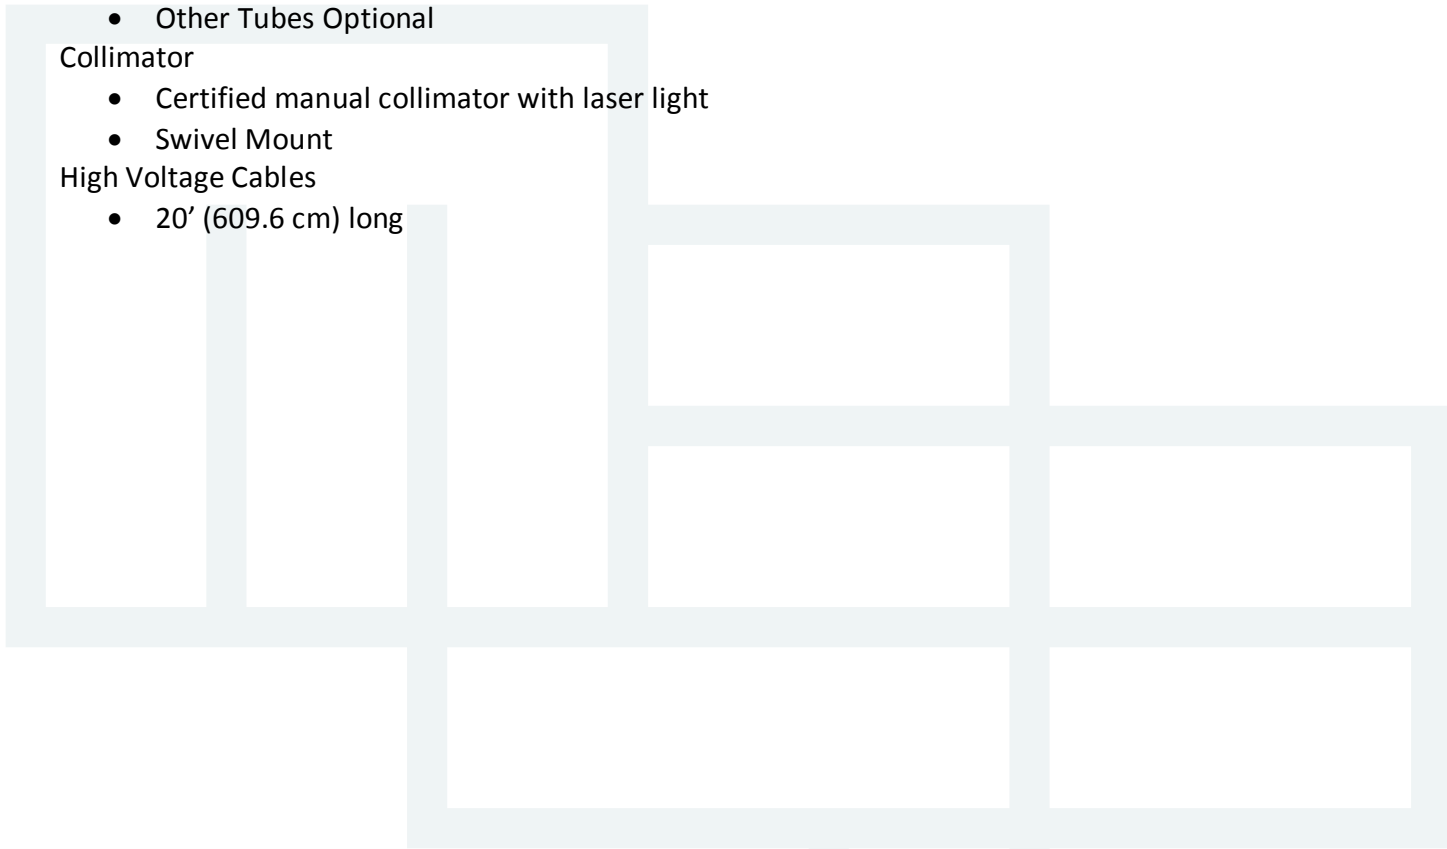 • Other Tubes Optional
Collimator
• Certified manual collimator with laser light
• Swivel Mount
High Voltage Cables
• 20’ (609.6 cm) long